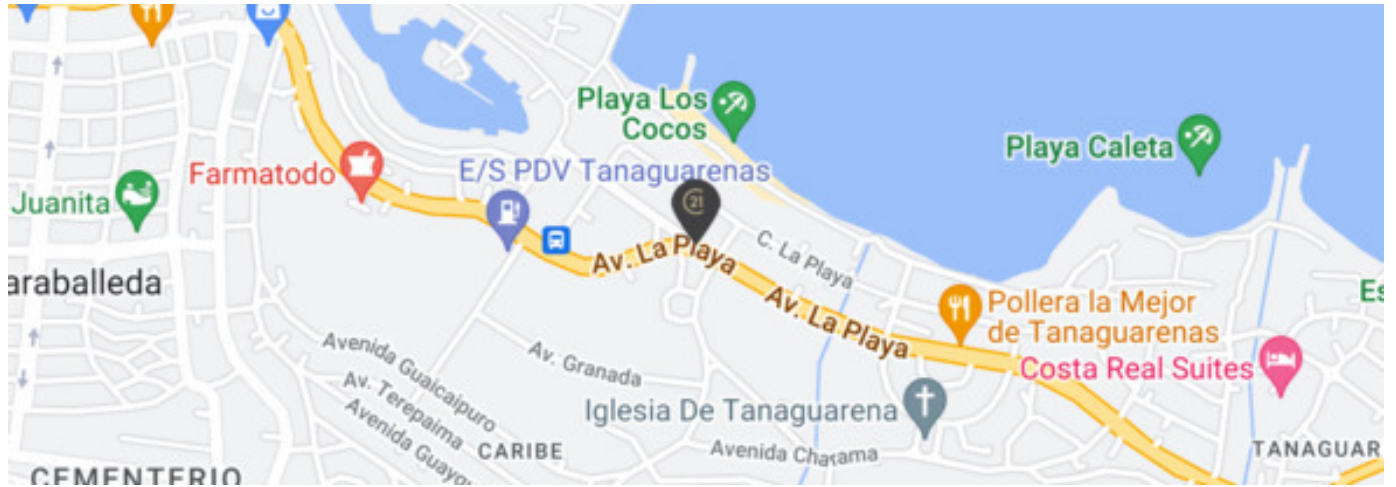 Playa Los
Cocos
Playa Caleta
Farmatodo
E/S PDV Tanaguarenas
Juanita
21
Av. La Playa
C. La Playa
araballeda
Av. La Playa
Pollera la Mejor
de Tanaguarenas
Es
Costa Real Suites
Avenida Guaicaipuro
Av. Granada
Av. Terepaima
Iglesia De Tanaguarena
Avenida Guayqu
CARIBE
Avenida Charama
TANAGUAR
CEMENTERIO